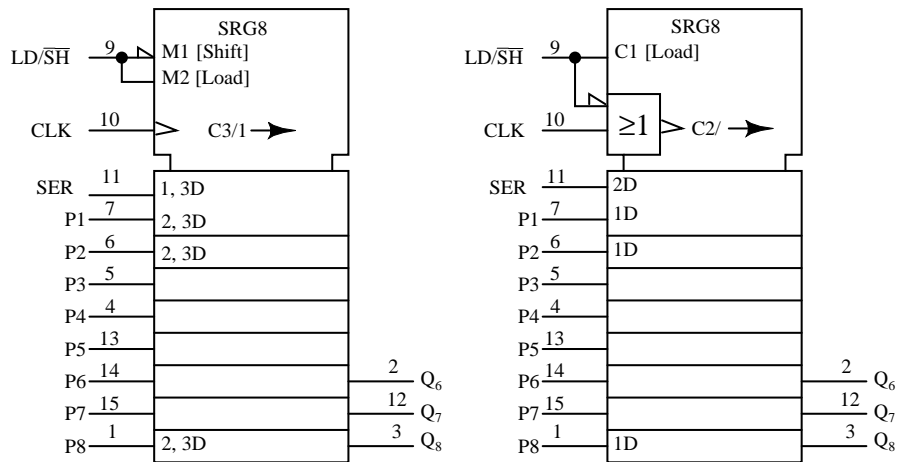 SRG8
LD/SH 9 M1 [Shift]
M2 [Load]
CLK 10 C3/1
SER 11 1, 3D
P1 7 2, 3D
P2 6 2, 3D
P3 5
P4 4
P5 13
P6 14 2 Q6
P7 15 12 Q7
P8 1 2, 3D 3 Q8
SRG8
LD/SH 9 C1 [Load]
CLK 10 ≥1 C2/
SER 11 2D
P1 7 1D
P2 6 1D
P3 5
P4 4
P5 13
P6 14 2 Q6
P7 15 12 Q7
P8 1 1D 3 Q8